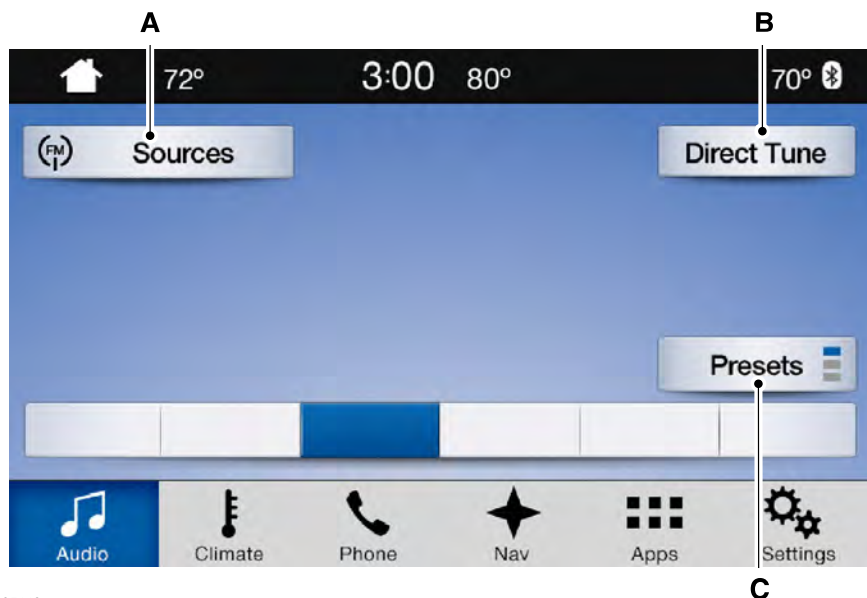 A B
72° 3:00 80° 70°
FM Sources Direct Tune
Presets
Audio Climate Phone Nav Apps Settings
C